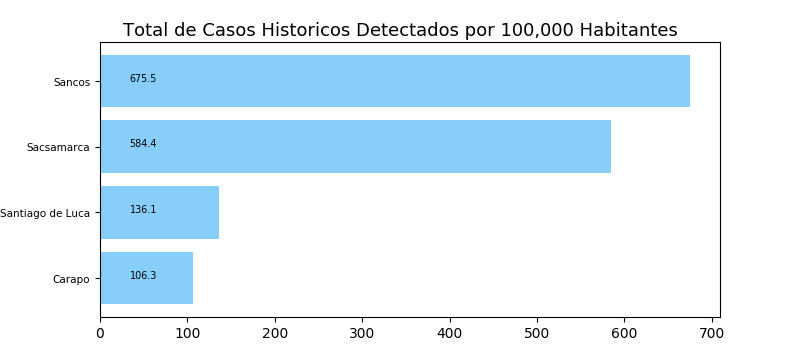 Total de Casos Historicos Detectados por 100,000 Habitantes
Sancos 675.5
Sacsamarca 584.4
Santiago de Luca 136.1
Carapo 106.3
0 100 200 300 400 500 600 700